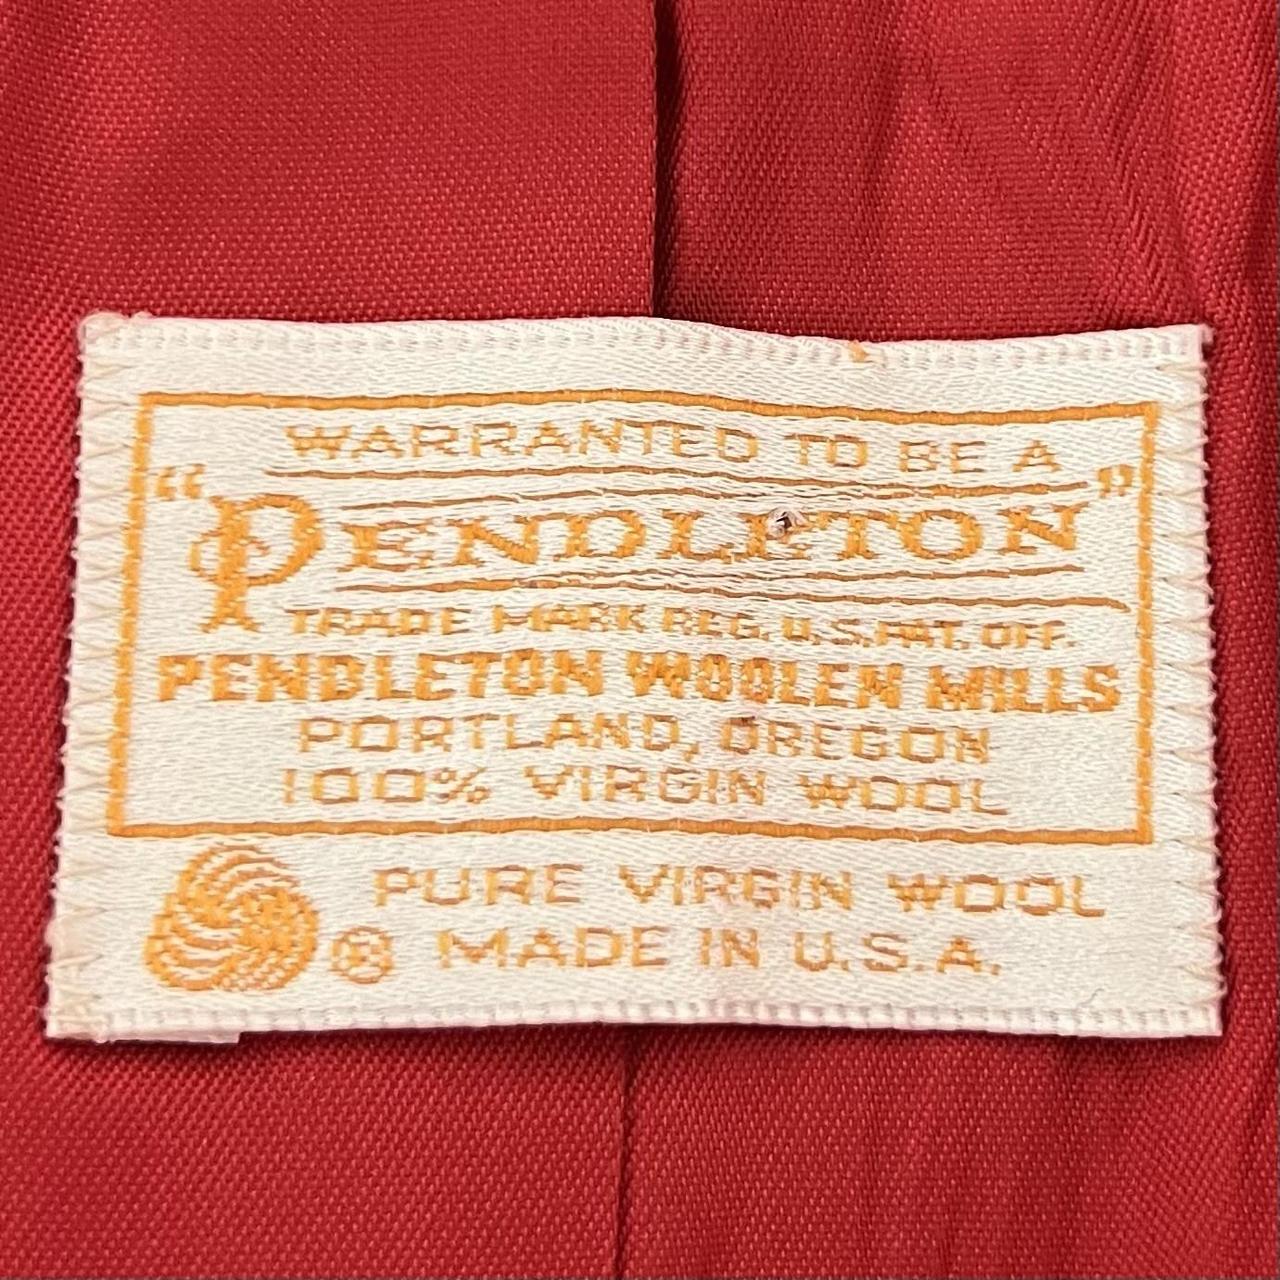 WARRANTED TO BE A
"PENDLETON"
TRADE MARK REG. U.S. PAT. OFF.
PENDLETON WOOLEN MILLS
PORTLAND, OREGON
100% VIRGIN WOOL
PURE VIRGIN WOOL
® MADE IN U.S.A.